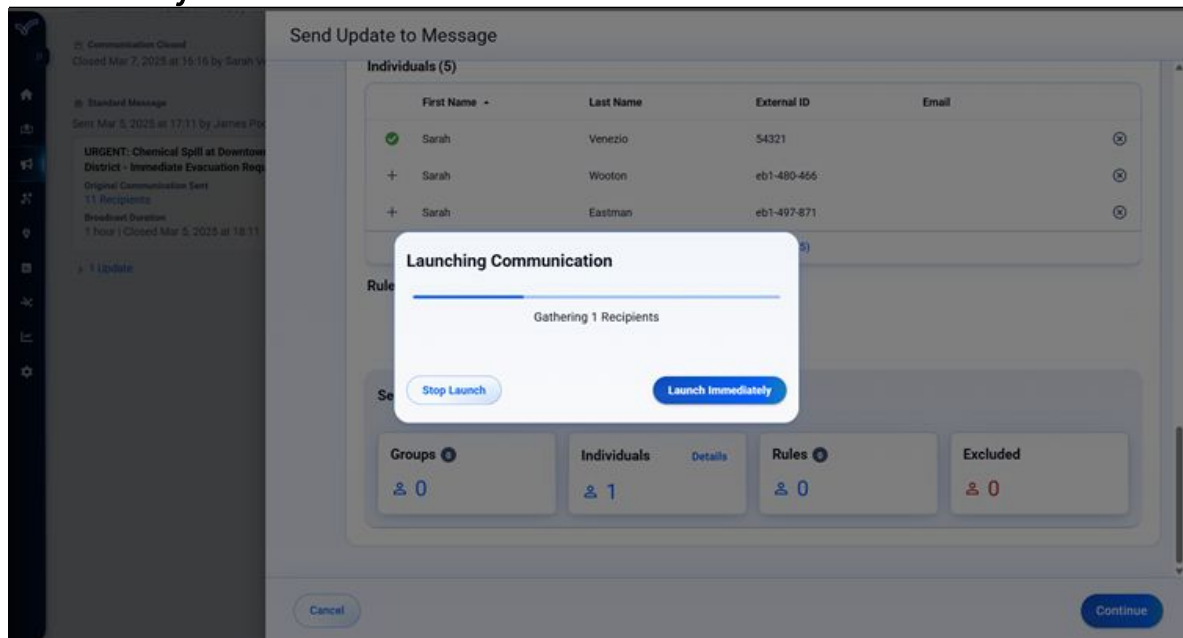 Send Update to Message
Communication Closed
Closed Mar 7, 2025 at 16:16 by Sarah
Standard Message
Sent Mar 5, 2025 at 17:11 by James
URGENT: Chemical Spill at Downtown
District - Immediate Evacuation
Original Communication Sent
11 Recipients
Broadcast Duration
1 hour | Closed Mar 5, 2025 at 18:11
1 Update
Individuals (5)
First Name Last Name External ID Email
Sarah Venezio 54321
Sarah Wooton eb1-480-466
Sarah Eastman eb1-497-871
5)
Launching Communication
Gathering 1 Recipients
Stop Launch Launch Immediately
Groups Individuals Details Rules Excluded
0 1 0 0
Cancel Continue